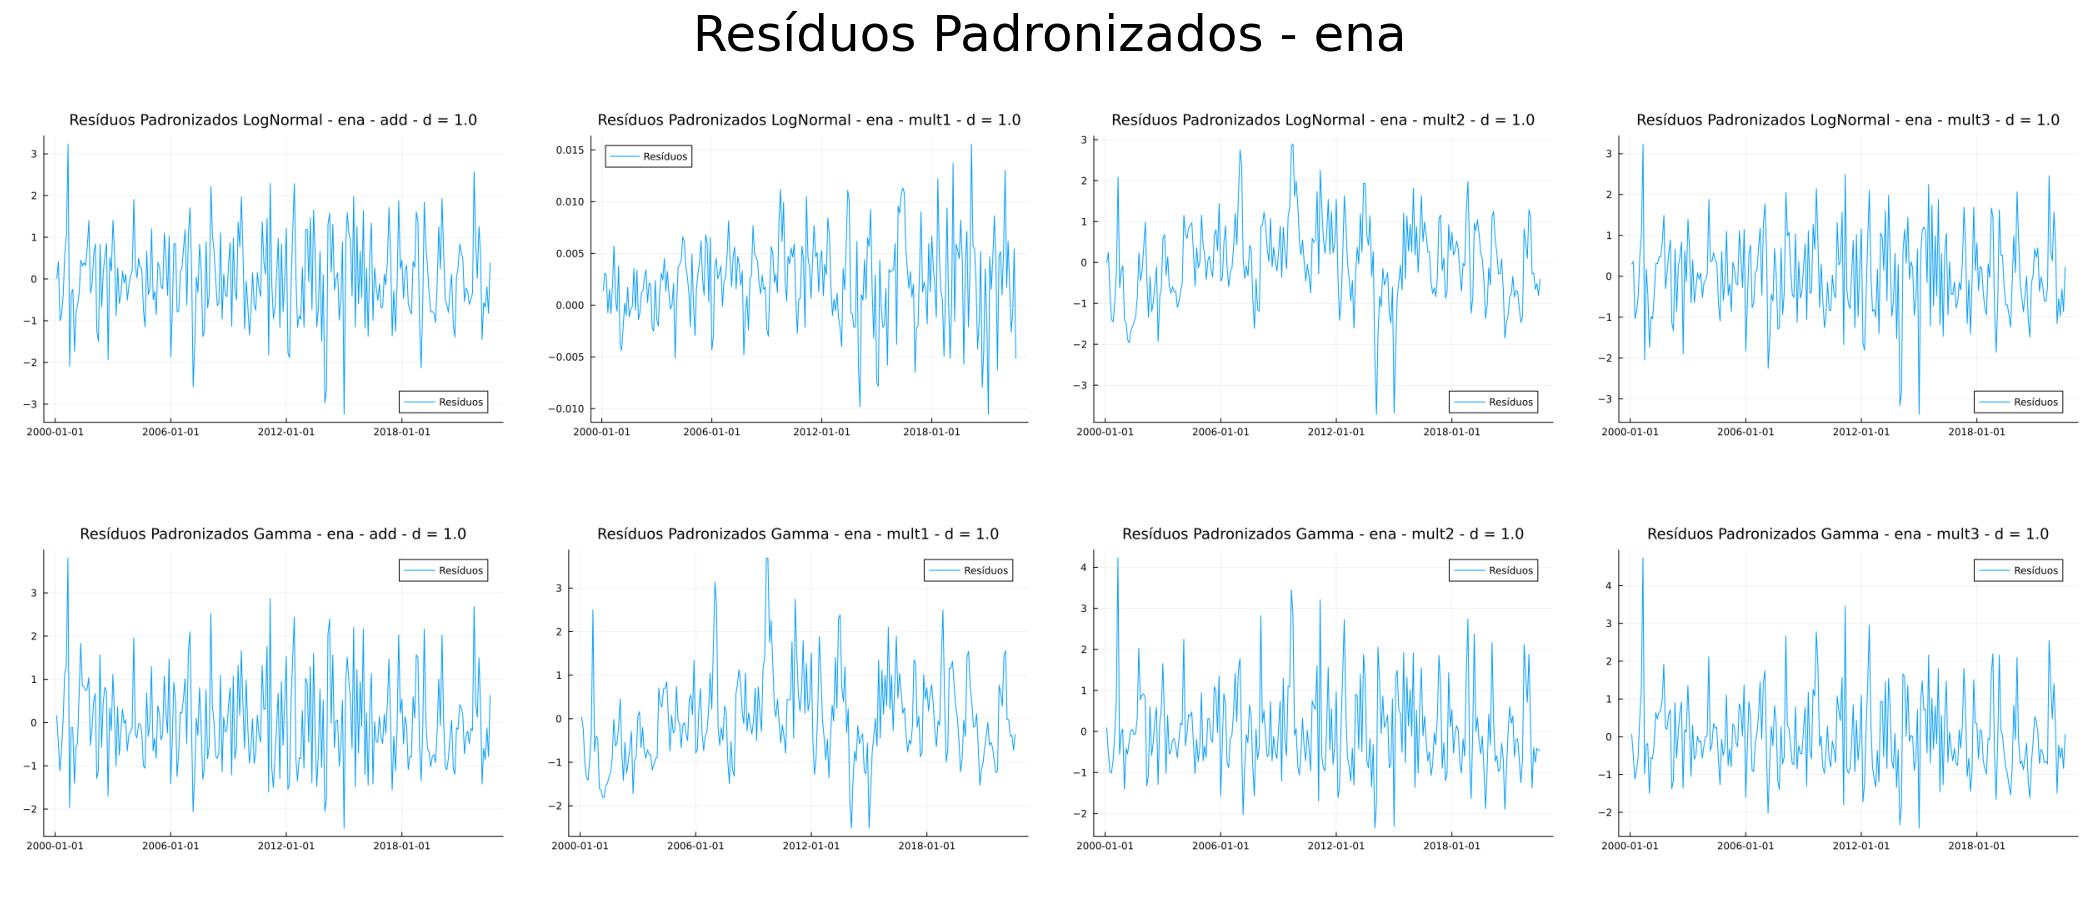 Resíduos Padronizados - ena
Resíduos Padronizados LogNormal - ena - add - d = 1.0
3
2
1
0
−1
−2
−3
Resíduos
2000-01-01 2006-01-01 2012-01-01 2018-01-01
Resíduos Padronizados LogNormal - ena - mult1 - d = 1.0
0.015
0.010
0.005
0.000
−0.005
−0.010
Resíduos
2000-01-01 2006-01-01 2012-01-01 2018-01-01
Resíduos Padronizados LogNormal - ena - mult2 - d = 1.0
3
2
1
0
−1
−2
−3
Resíduos
2000-01-01 2006-01-01 2012-01-01 2018-01-01
Resíduos Padronizados LogNormal - ena - mult3 - d = 1.0
3
2
1
0
−1
−2
−3
Resíduos
2000-01-01 2006-01-01 2012-01-01 2018-01-01
Resíduos Padronizados Gamma - ena - add - d = 1.0
Resíduos
3
2
1
0
−1
−2
2000-01-01 2006-01-01 2012-01-01 2018-01-01
Resíduos Padronizados Gamma - ena - mult1 - d = 1.0
Resíduos
3
2
1
0
−1
−2
2000-01-01 2006-01-01 2012-01-01 2018-01-01
Resíduos Padronizados Gamma - ena - mult2 - d = 1.0
Resíduos
4
3
2
1
0
−1
−2
2000-01-01 2006-01-01 2012-01-01 2018-01-01
Resíduos Padronizados Gamma - ena - mult3 - d = 1.0
Resíduos
4
3
2
1
0
−1
−2
2000-01-01 2006-01-01 2012-01-01 2018-01-01